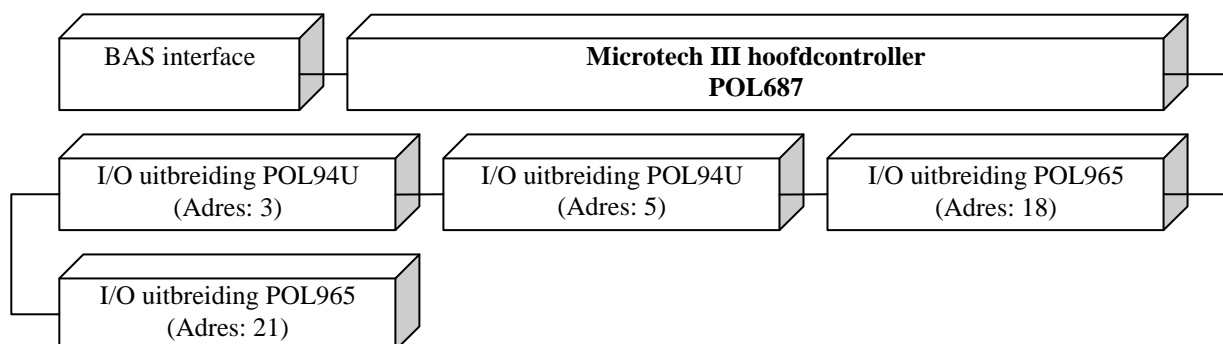 BAS interface
Microtech III hoofdcontroller
POL687
I/O uitbreiding POL94U
(Adres: 3)
I/O uitbreiding POL94U
(Adres: 5)
I/O uitbreiding POL965
(Adres: 18)
I/O uitbreiding POL965
(Adres: 21)